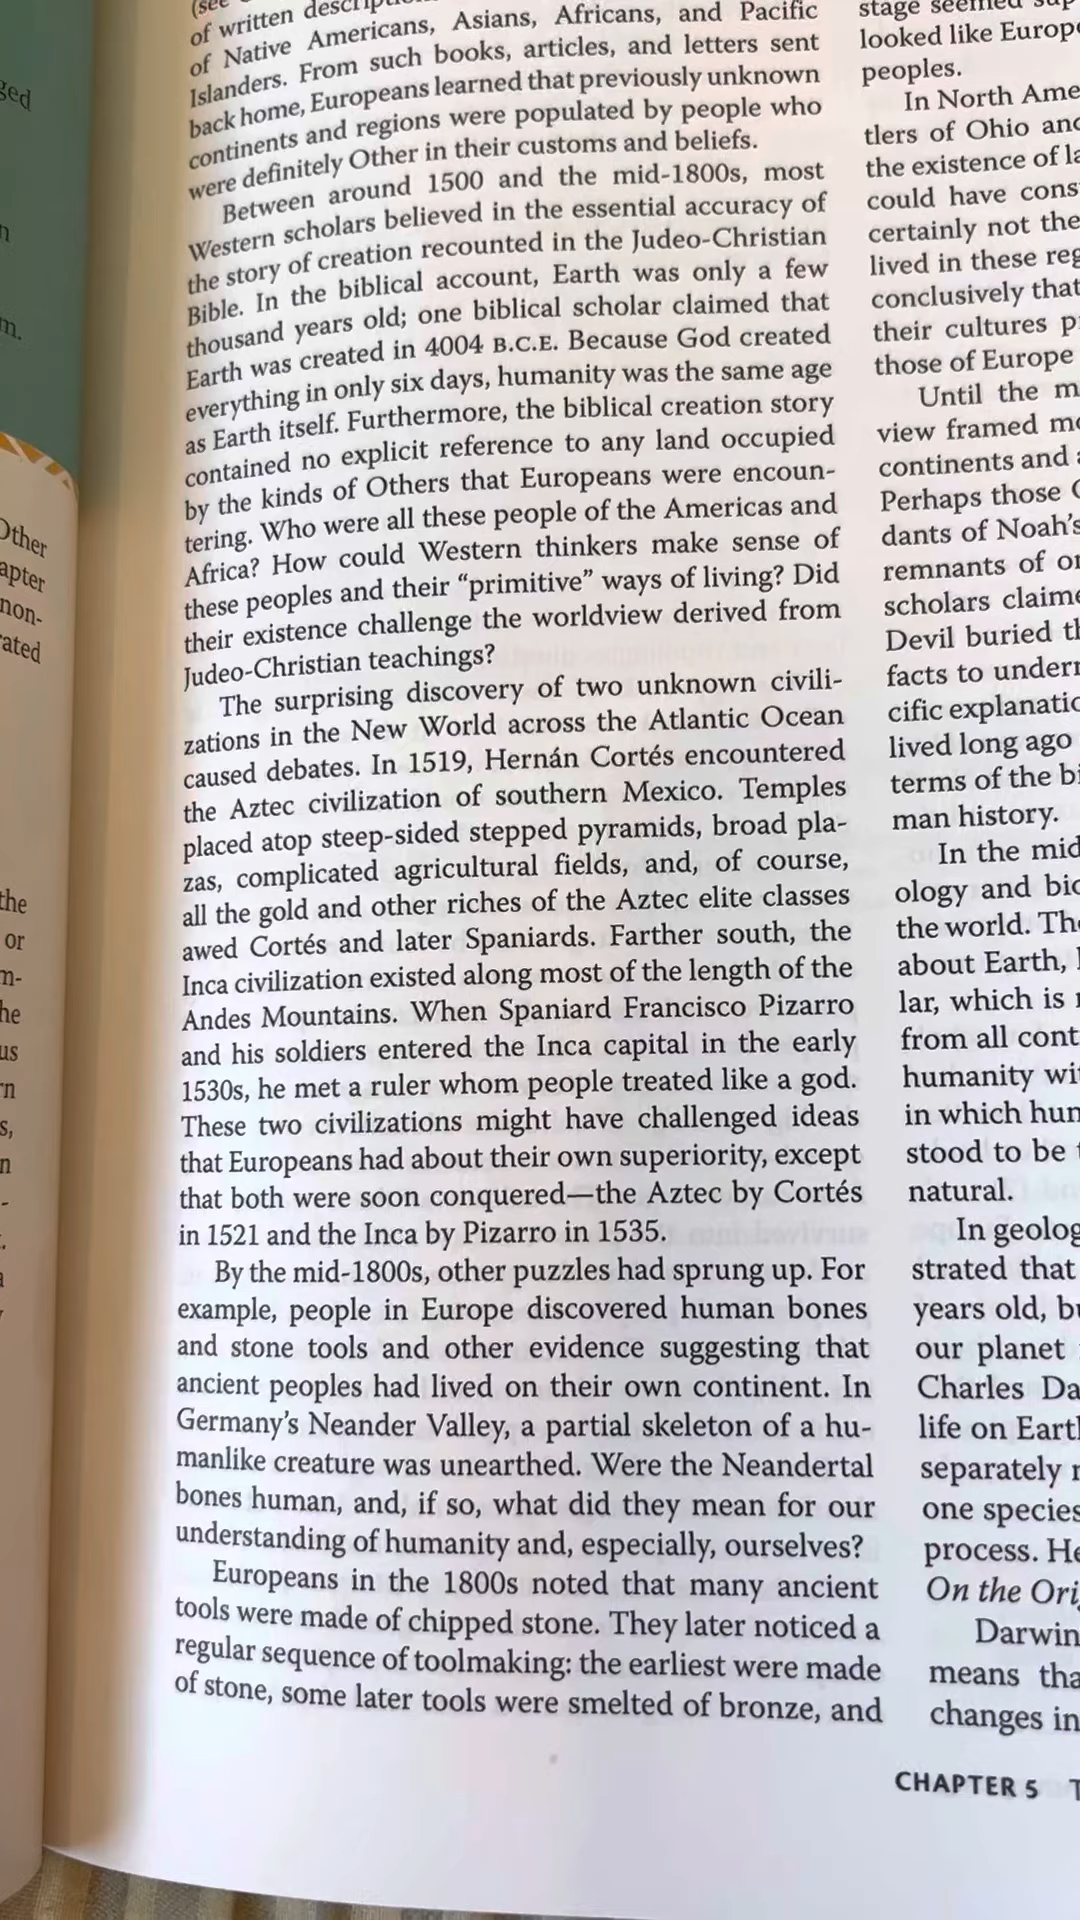 ged
n
m.
Other
apter
non-
rated
the
or
m-
he
us
rn
s,
n
-
.
a
y
(see
of written
of Native Americans, Asians, Africans, and Pacific
Islanders. From such books, articles, and letters sent
back home, Europeans learned that previously unknown
continents and regions were populated by people who
were definitely Other in their customs and beliefs.
Between around 1500 and the mid-1800s, most
Western scholars believed in the essential accuracy of
the story of creation recounted in the Judeo-Christian
Bible. In the biblical account, Earth was only a few
thousand years old; one biblical scholar claimed that
Earth was created in 4004 B.C.E. Because God created
everything in only six days, humanity was the same age
as Earth itself. Furthermore, the biblical creation story
contained no explicit reference to any land occupied
by the kinds of Others that Europeans were encoun-
tering. Who were all these people of the Americas and
Africa? How could Western thinkers make sense of
these peoples and their “primitive” ways of living? Did
their existence challenge the worldview derived from
Judeo-Christian teachings?
The surprising discovery of two unknown civili-
zations in the New World across the Atlantic Ocean
caused debates. In 1519, Hernán Cortés encountered
the Aztec civilization of southern Mexico. Temples
placed atop steep-sided stepped pyramids, broad pla-
zas, complicated agricultural fields, and, of course,
all the gold and other riches of the Aztec elite classes
awed Cortés and later Spaniards. Farther south, the
Inca civilization existed along most of the length of the
Andes Mountains. When Spaniard Francisco Pizarro
and his soldiers entered the Inca capital in the early
1530s, he met a ruler whom people treated like a god.
These two civilizations might have challenged ideas
that Europeans had about their own superiority, except
that both were soon conquered—the Aztec by Cortés
in 1521 and the Inca by Pizarro in 1535.
By the mid-1800s, other puzzles had sprung up. For
example, people in Europe discovered human bones
and stone tools and other evidence suggesting that
ancient peoples had lived on their own continent. In
Germany’s Neander Valley, a partial skeleton of a hu-
manlike creature was unearthed. Were the Neandertal
bones human, and, if so, what did they mean for our
understanding of humanity and, especially, ourselves?
Europeans in the 1800s noted that many ancient
tools were made of chipped stone. They later noticed a
regular sequence of toolmaking: the earliest were made
of stone, some later tools were smelted of bronze, and
stage seemed
looked like Europe
peoples.
In North Ame
tlers of Ohio and
the existence of la
could have cons
certainly not the
lived in these reg
conclusively that
their cultures p
those of Europe
Until the m
view framed mo
continents and a
Perhaps those O
dants of Noah’s
remnants of or
scholars claime
Devil buried th
facts to underr
cific explanatio
lived long ago
terms of the bi
man history.
In the mid
ology and bio
the world. The
about Earth, l
lar, which is r
from all cont
humanity wit
in which hum
stood to be t
natural.
In geolog
strated that
years old, bu
our planet
Charles Da
life on Earth
separately r
one species
process. He
On the Ori
Darwin
means tha
changes in
CHAPTER 5 T